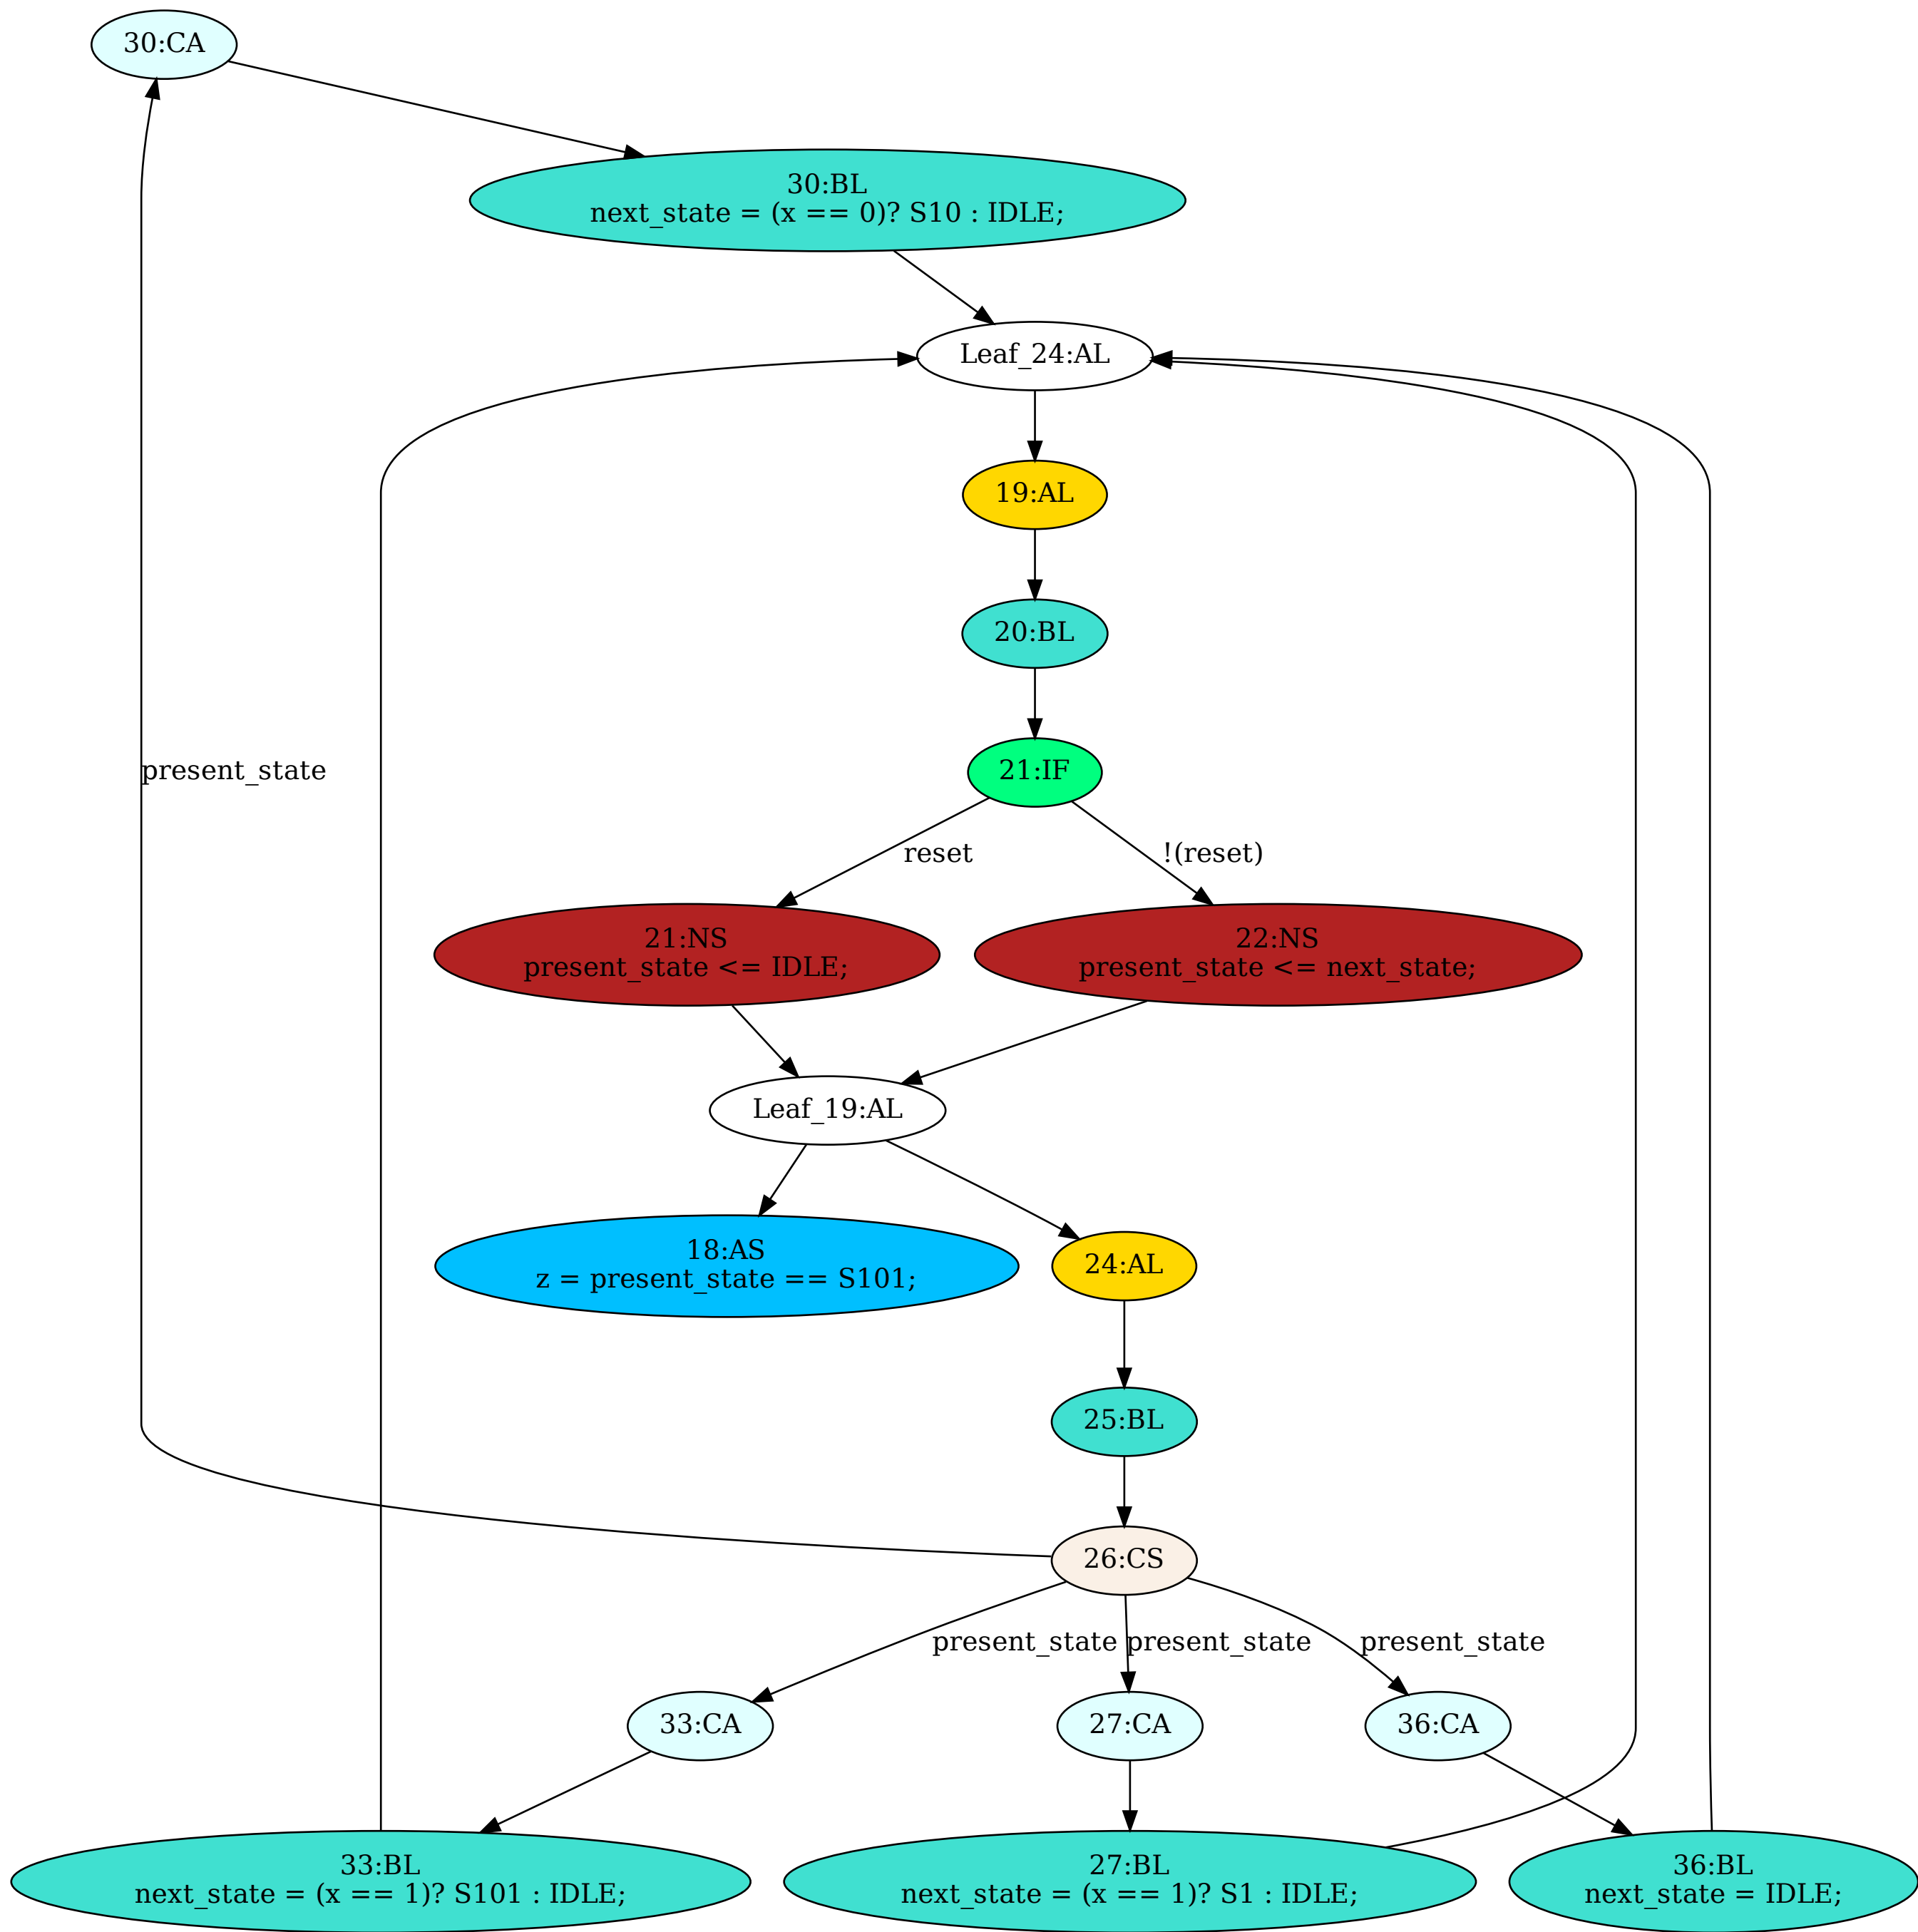 30:CA
30:BL
next_state = (x == 0)? S10 : IDLE;
Leaf_24:AL
19:AL
20:BL
21:IF
present_state
reset
!(reset)
21:NS
present_state <= IDLE;
22:NS
present_state <= next_state;
Leaf_19:AL
18:AS
z = present_state == S101;
24:AL
25:BL
26:CS
present_state
present_state
present_state
33:CA
27:CA
36:CA
33:BL
next_state = (x == 1)? S101 : IDLE;
27:BL
next_state = (x == 1)? S1 : IDLE;
36:BL
next_state = IDLE;